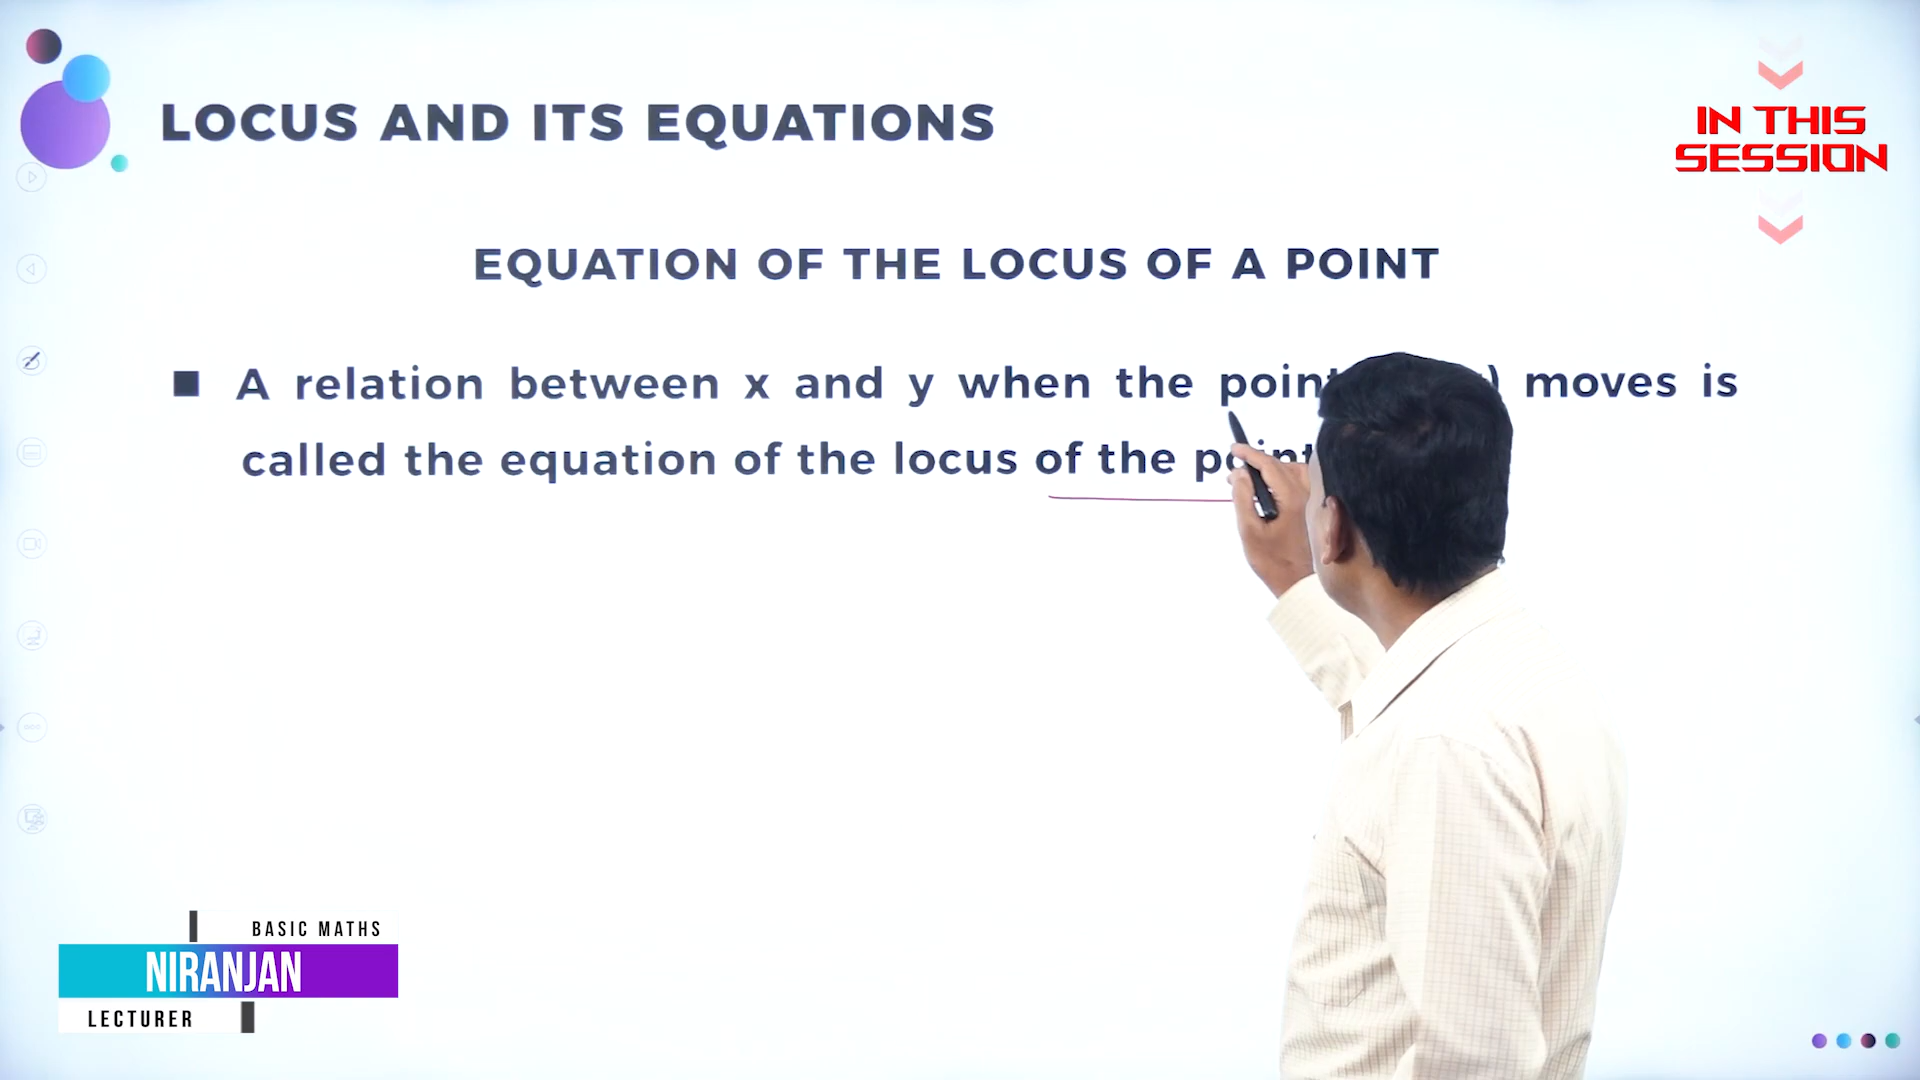 LOCUS AND ITS EQUATIONS
IN THIS
SESSION
EQUATION OF THE LOCUS OF A POINT
■ A relation between x and y when the ) moves is
called the equation of the locus of the point
BASIC MATHS
NIRANJAN
LECTURER